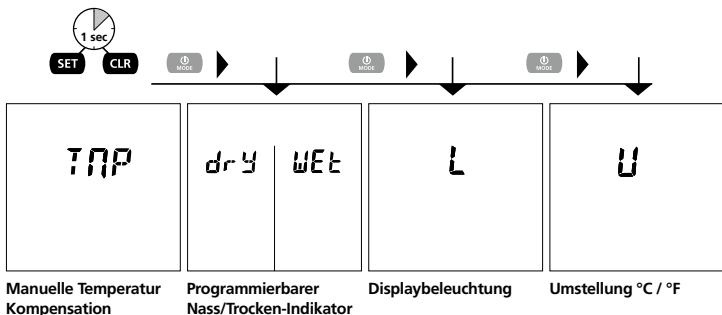 1 sec
SET CLR
MODE MODE MODE
TMP dry WEt L U
Manuelle Temperatur Kompensation
Programmierbarer Nass/Trocken-Indikator
Displaybeleuchtung
Umstellung °C / °F